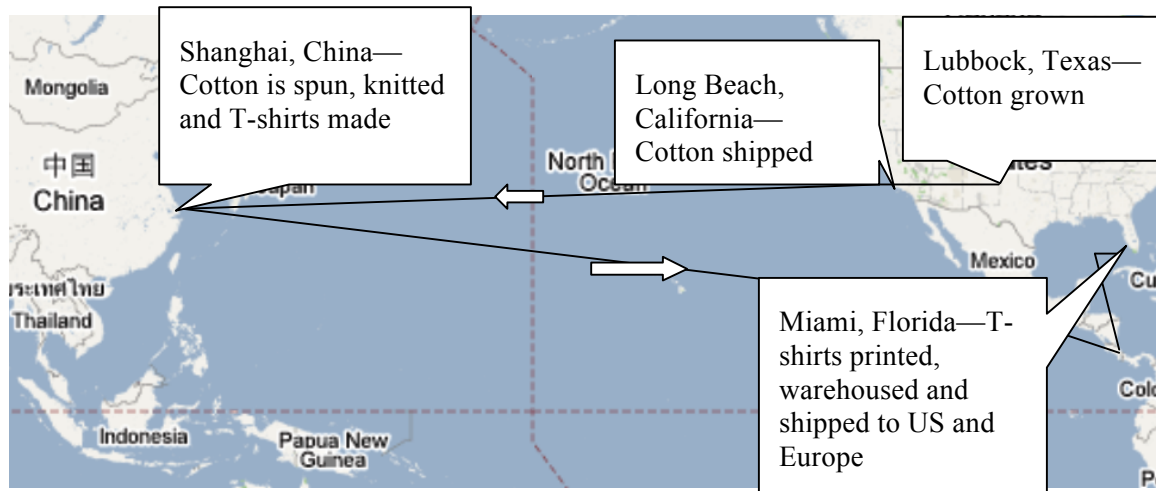 Shanghai, China—
Cotton is spun, knitted
and T-shirts made
Long Beach,
California—
Cotton shipped
Lubbock, Texas—
Cotton grown
Mongolia
中国
China
North
Ocean
Mexico
Thailand
Miami, Florida—T-
shirts printed,
warehoused and
shipped to US and
Europe
Indonesia
Papua New
Guinea